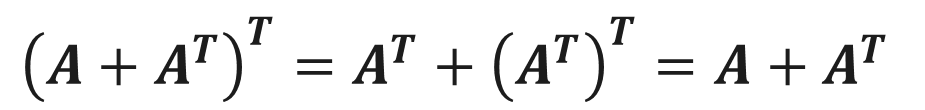 (A + A^T)^T = A^T + (A^T)^T = A + A^T